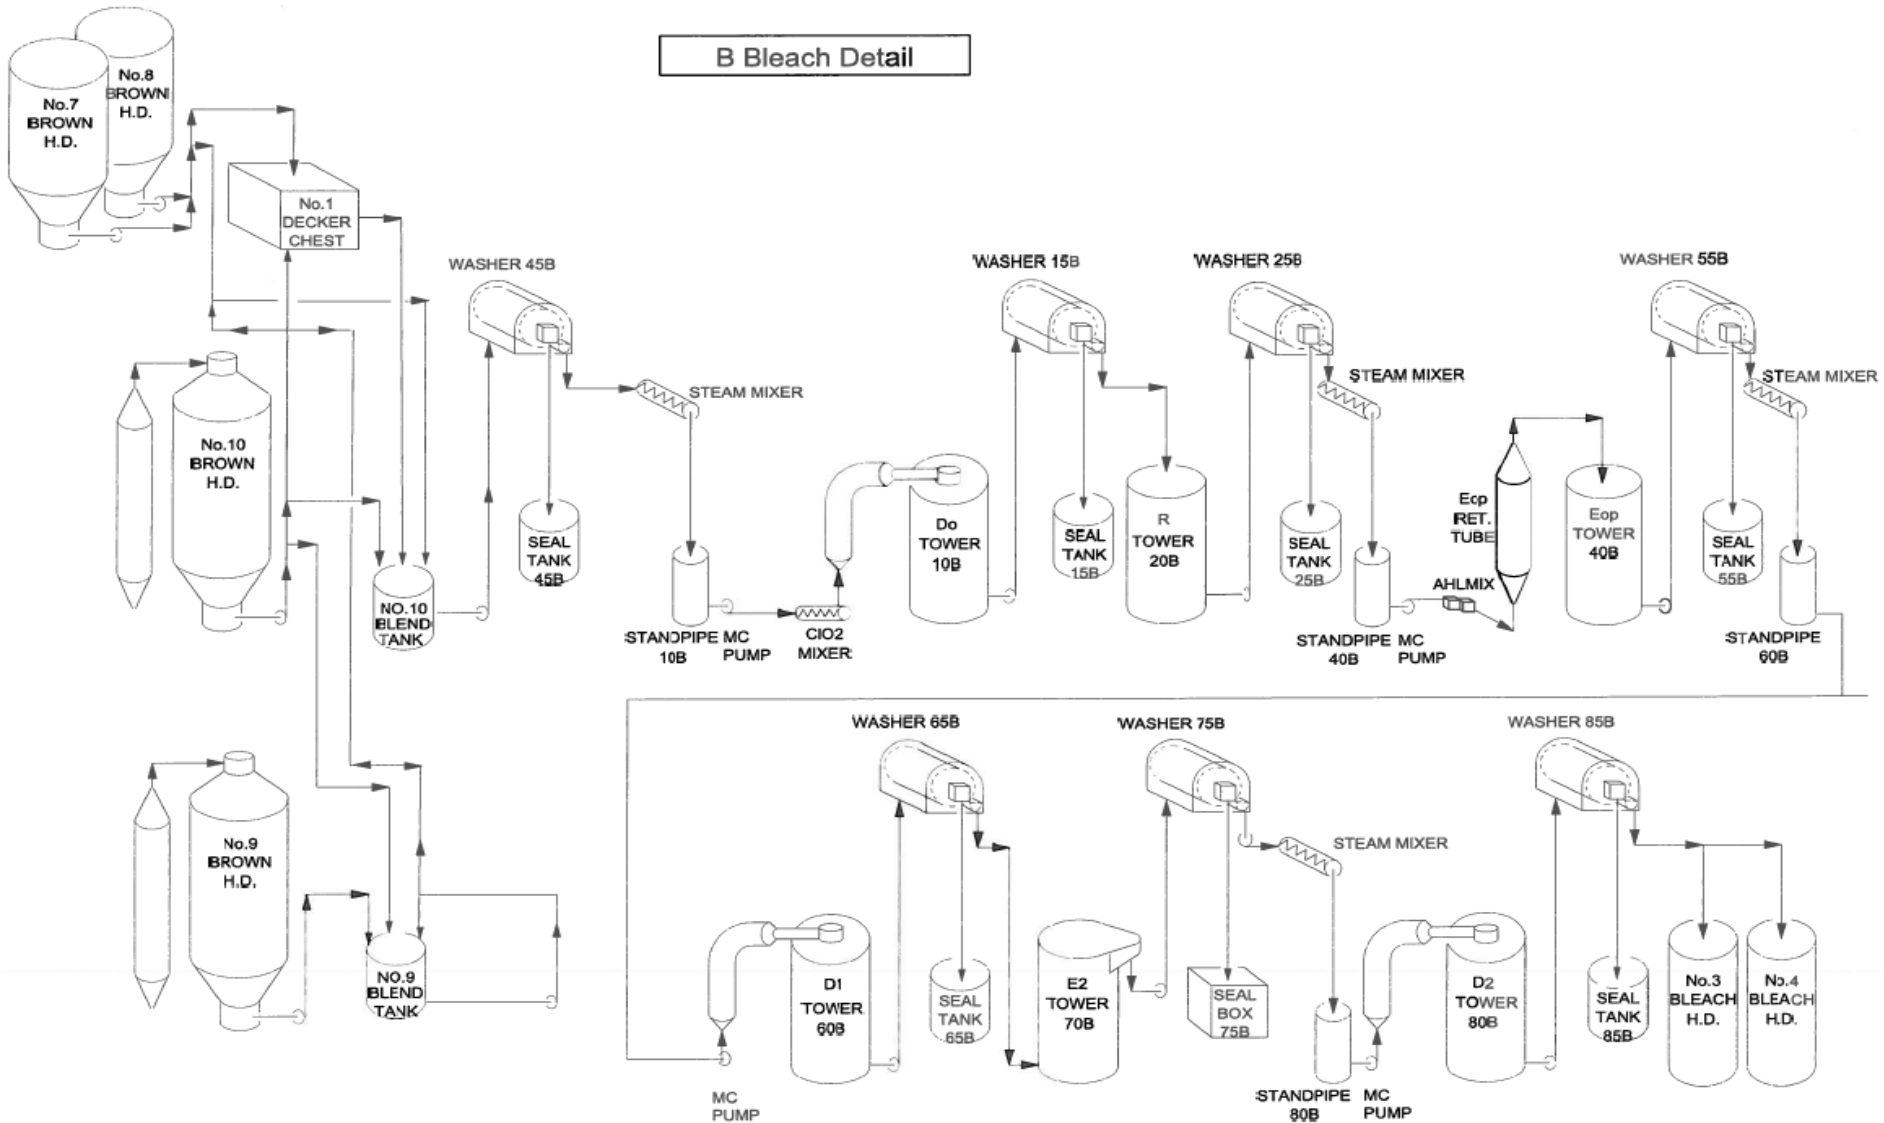 B Bleach Detail
No.8
BROWN
H.D.
No.7
BROWN
H.D.
No.1
DECKER
CHEST
WASHER 45B
WASHER 15B
WASHER 25B
WASHER 55B
STEAM MIXER
STEAM MIXER
STEAM MIXER
No.10
BROWN
H.D.
SEAL
TANK
45B
Do
TOWER
10B
SEAL
TANK
15B
R
TOWER
20B
SEAL
TANK
25B
Eop
RET.
TUBE
AHLMIX
Eop
TOWER
40B
SEAL
TANK
55B
NO.10
BLEND
TANK
STANDPIPE
10B
MC
PUMP
ClO2
MIXER
STANDPIPE
40B
MC
PUMP
STANDPIPE
60B
WASHER 65B
WASHER 75B
WASHER 85B
STEAM MIXER
No.9
BROWN
H.D.
NO.9
BLEND
TANK
D1
TOWER
60B
SEAL
TANK
65B
E2
TOWER
70B
SEAL
BOX
75B
D2
TOWER
80B
SEAL
TANK
85B
No.3
BLEACH
H.D.
No.4
BLEACH
H.D.
MC
PUMP
STANDPIPE
80B
MC
PUMP